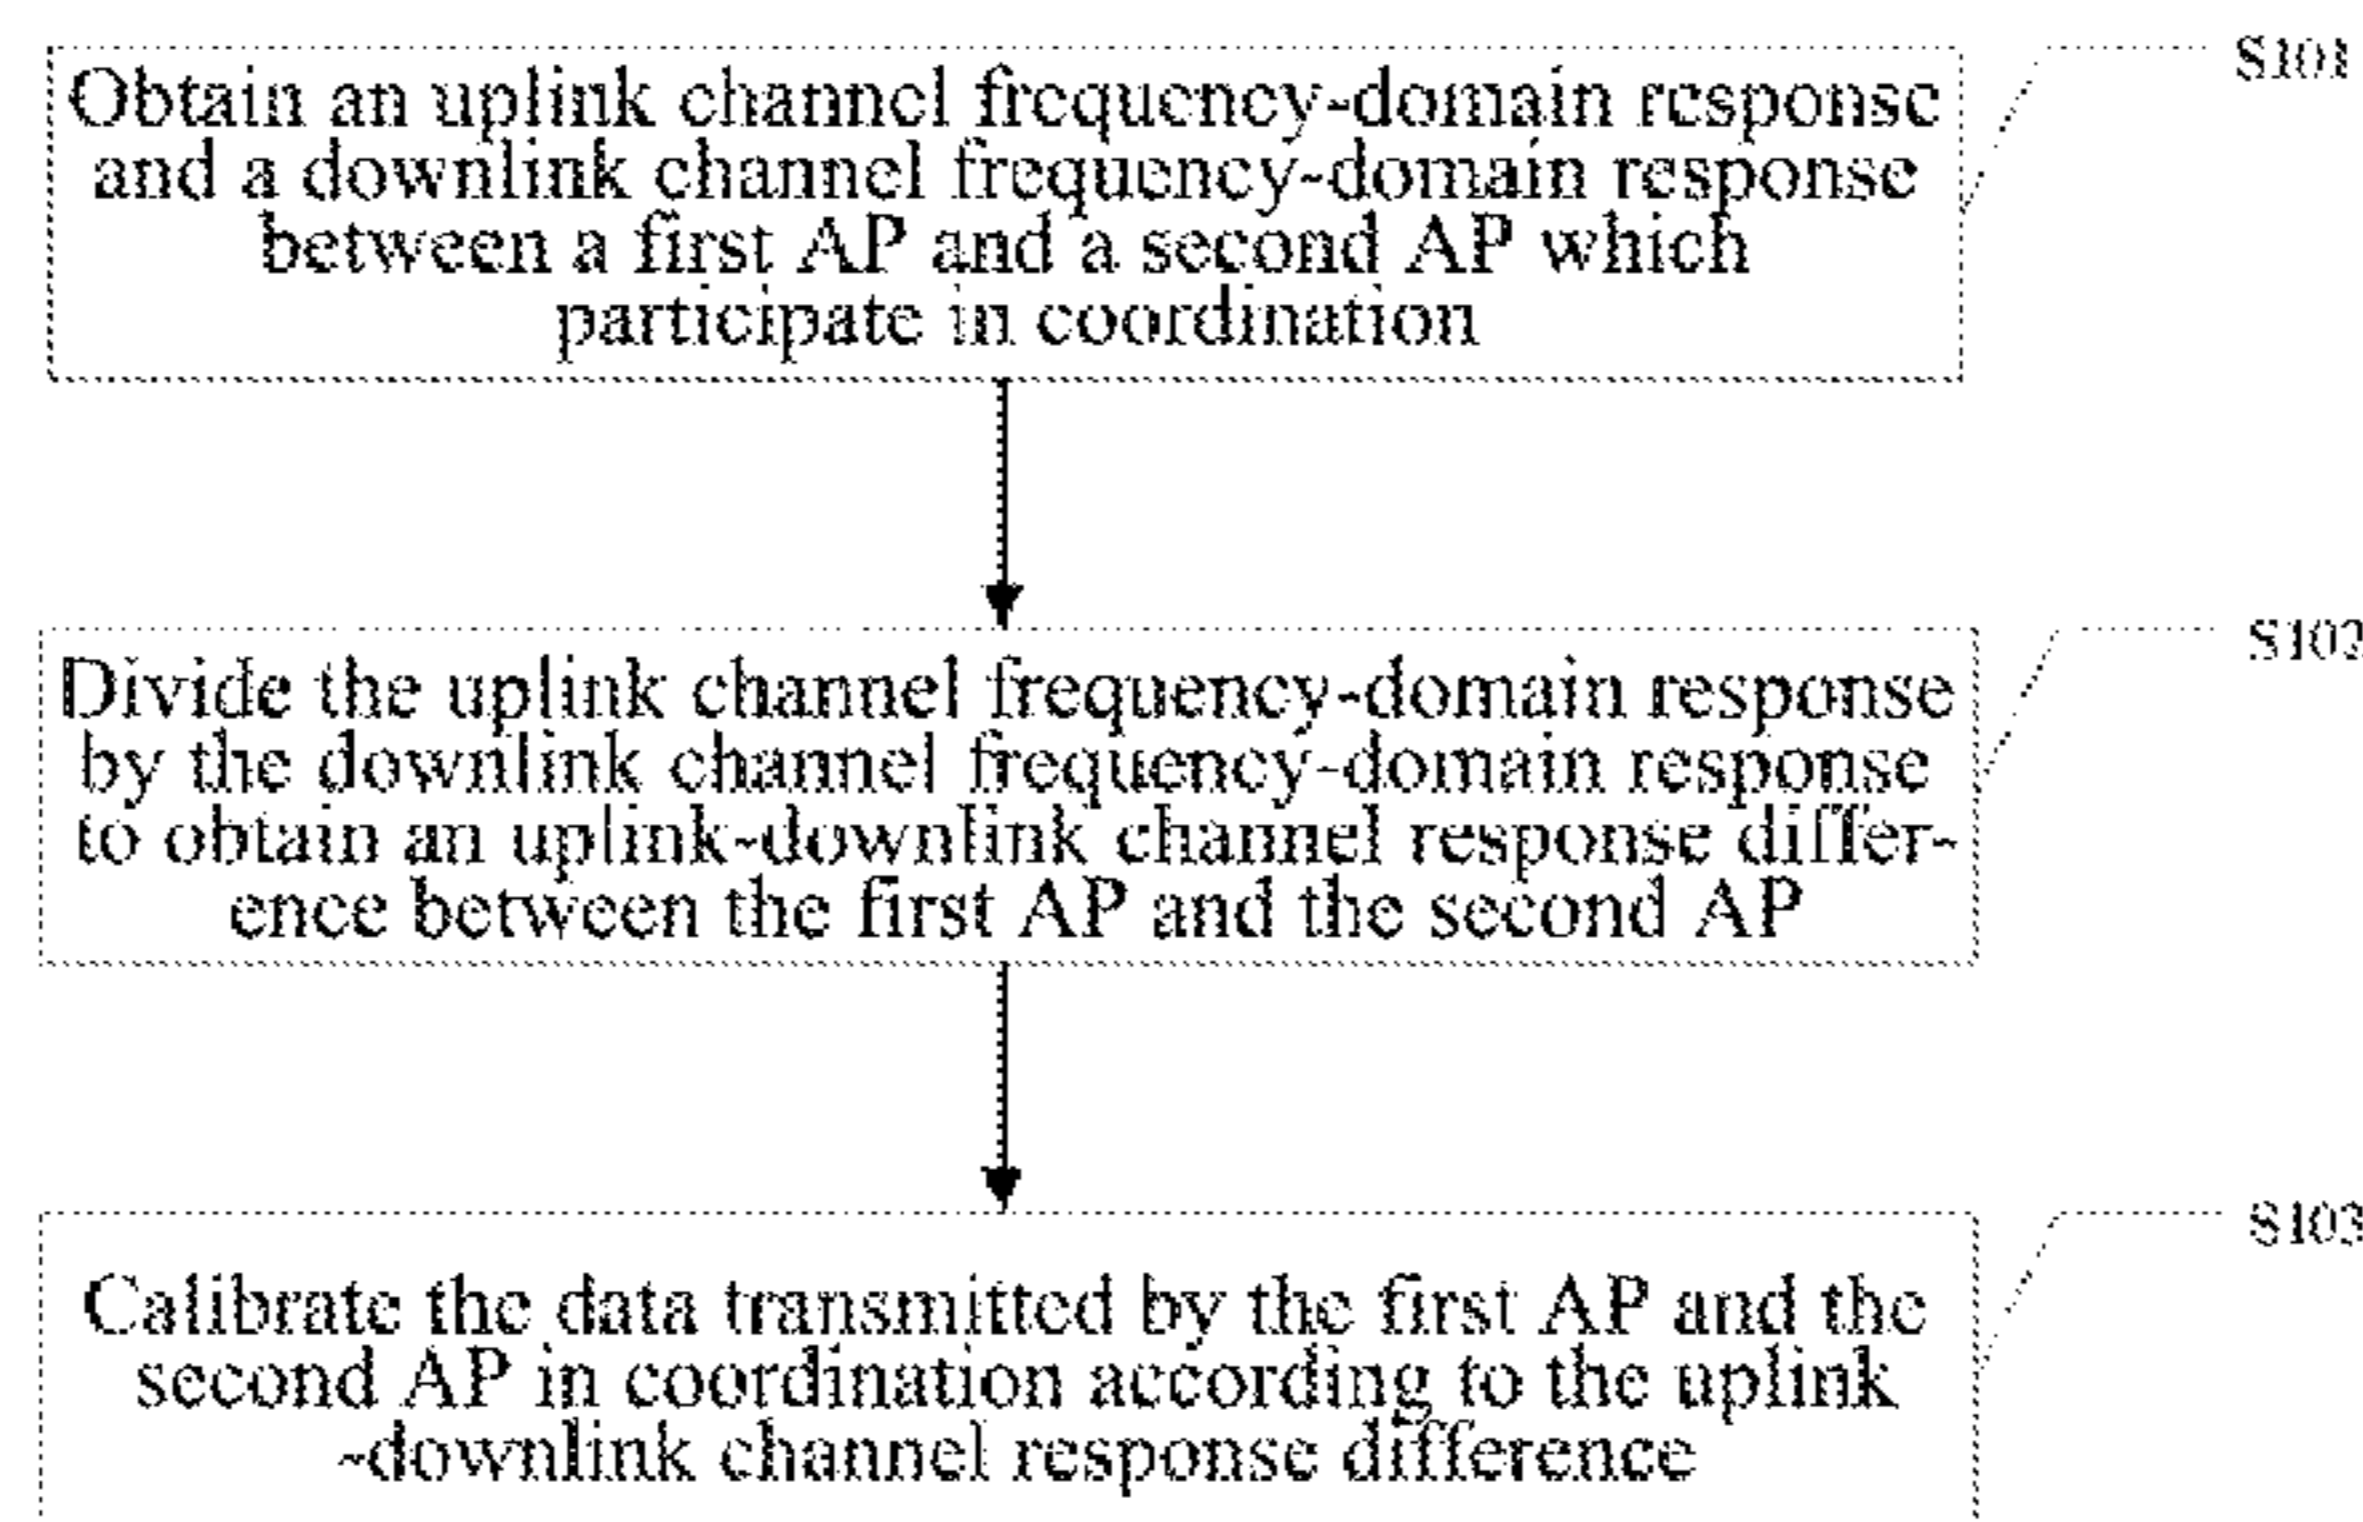 S101
Obtain an uplink channel frequency-domain response
and a downlink channel frequency-domain response
between a first AP and a second AP which
participate in coordination
S102
Divide the uplink channel frequency-domain response
by the downlink channel frequency-domain response
to obtain an uplink-downlink channel response differ-
ence between the first AP and the second AP
S103
Calibrate the data transmitted by the first AP and the
second AP in coordination according to the uplink
-downlink channel response difference